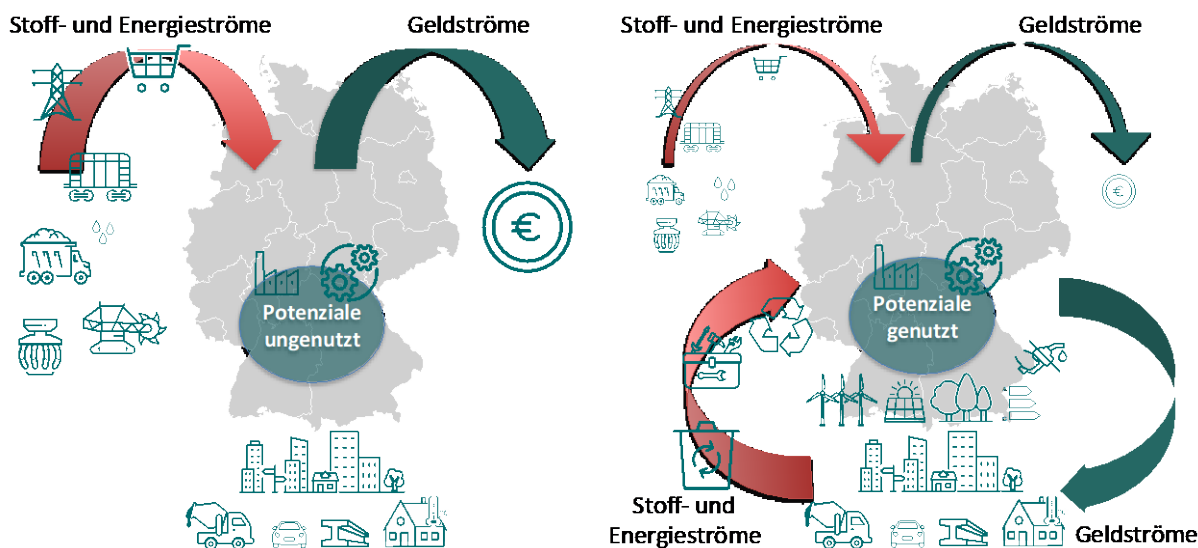 Stoff- und Energieströme
Geldströme
€
Potenziale
ungenutzt
Stoff- und Energieströme
Geldströme
€
Potenziale
genutzt
Stoff- und
Energieströme
Geldströme